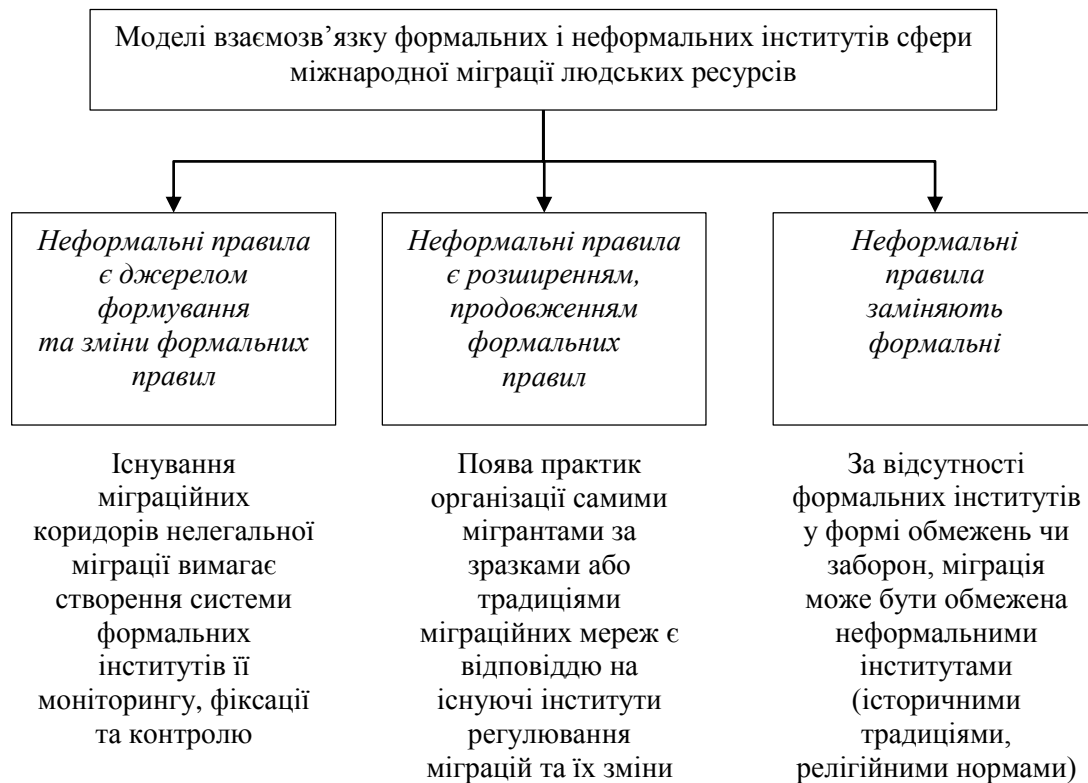 Моделі взаємозв’язку формальних і неформальних інститутів сфери
міжнародної міграції людських ресурсів
Неформальні правила
є джерелом
формування
та зміни формальних
правил
Неформальні правила
є розширенням,
продовженням
формальних
правил
Неформальні
правила
заміняють
формальні
Існування
міграційних
коридорів нелегальної
міграції вимагає
створення системи
формальних
інститутів її
моніторингу, фіксації
та контролю
Поява практик
організації самими
мігрантами за
зразками або
традиціями
міграційних мереж є
відповіддю на
існуючі інститути
регулювання
міграцій та їх зміни
За відсутності
формальних інститутів
у формі обмежень чи
заборон, міграція
може бути обмежена
неформальними
інститутами
(історичними
традиціями,
релігійними нормами)